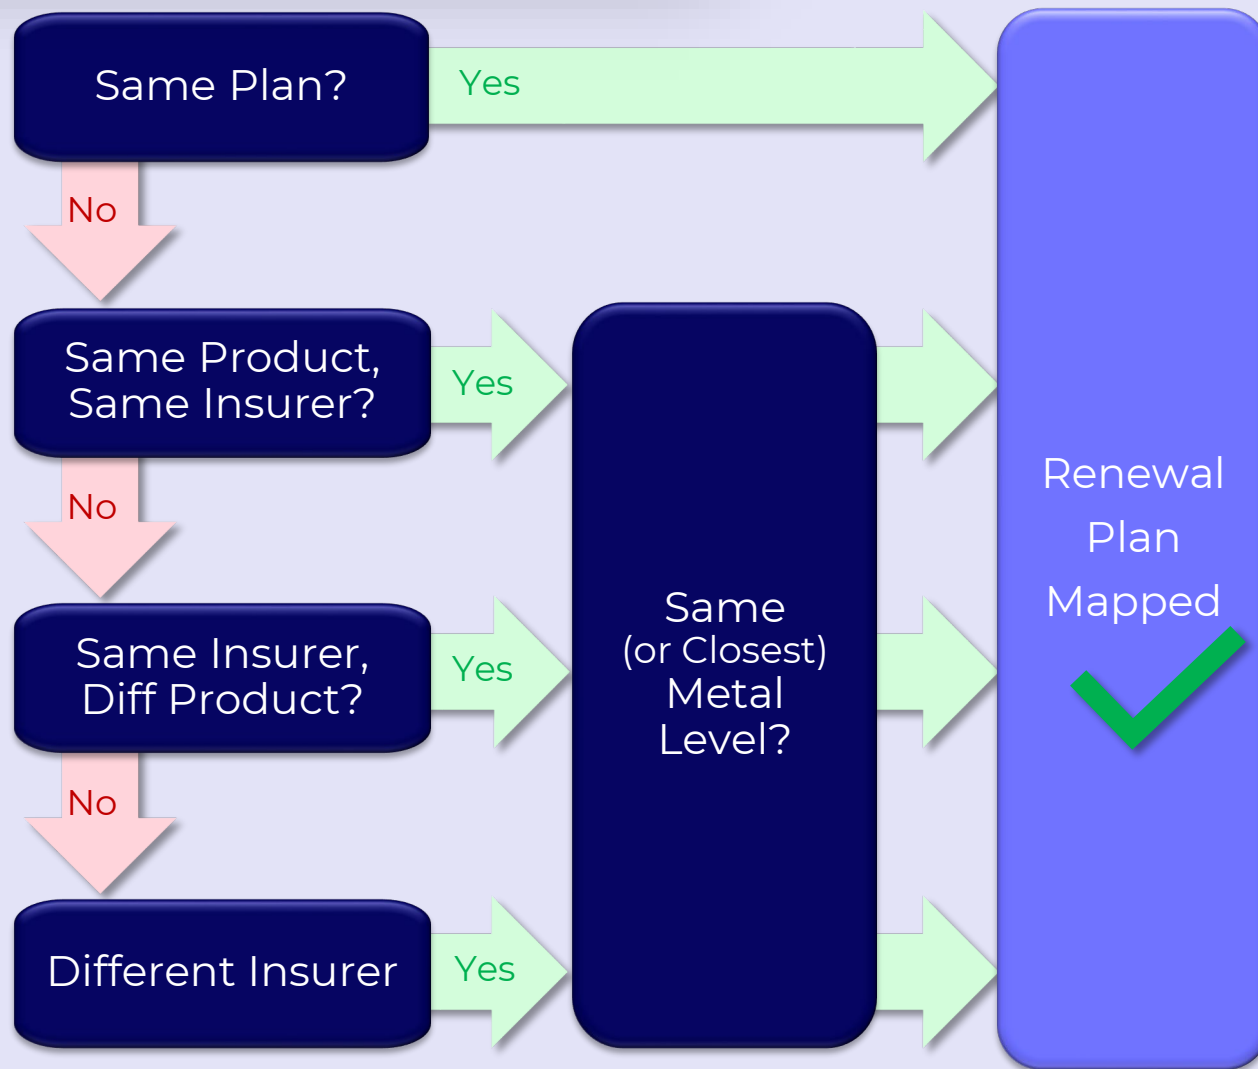 Same Plan?
Yes
No
Same Product,
Same Insurer?
Yes
No
Same Insurer,
Diff Product?
Yes
No
Different Insurer
Yes
Same
(or Closest)
Metal
Level?
Renewal
Plan
Mapped